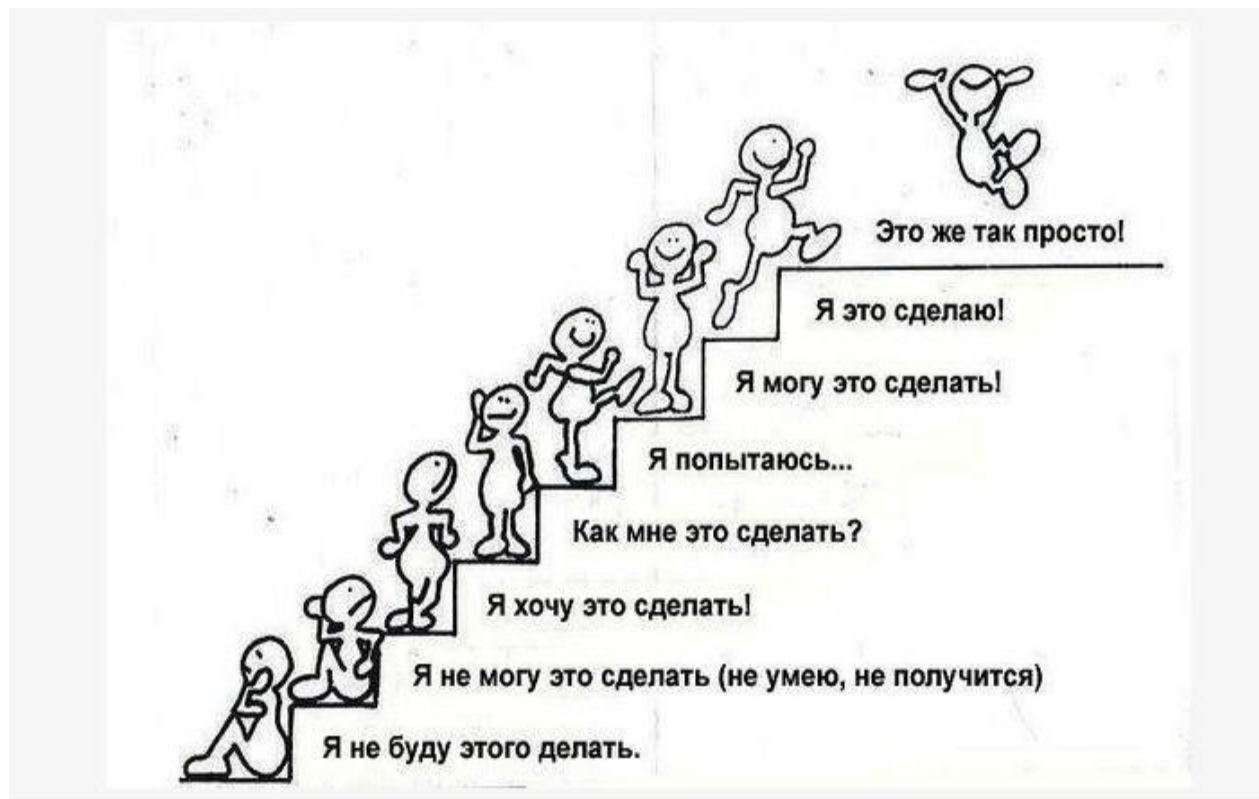 Это же так просто!
Я это сделаю!
Я могу это сделать!
Я попытаюсь...
Как мне это сделать?
Я хочу это сделать!
Я не могу это сделать (не умею, не получится)
Я не буду этого делать.